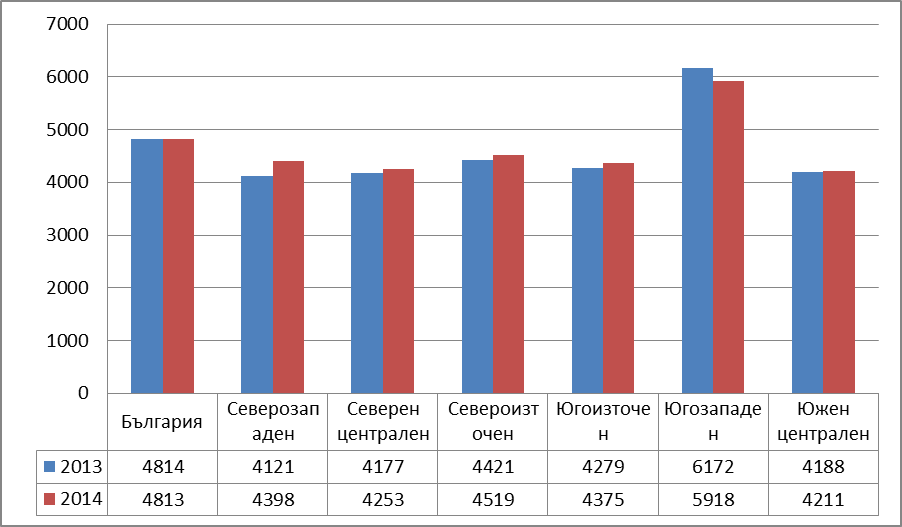 7000
6000
5000
4000
3000
2000
1000
0
България Северозап Северен Североизт Югоизточе Югозападе Южен
аден централен очен н н централен
2013 4814 4121 4177 4421 4279 6172 4188
2014 4813 4398 4253 4519 4375 5918 4211